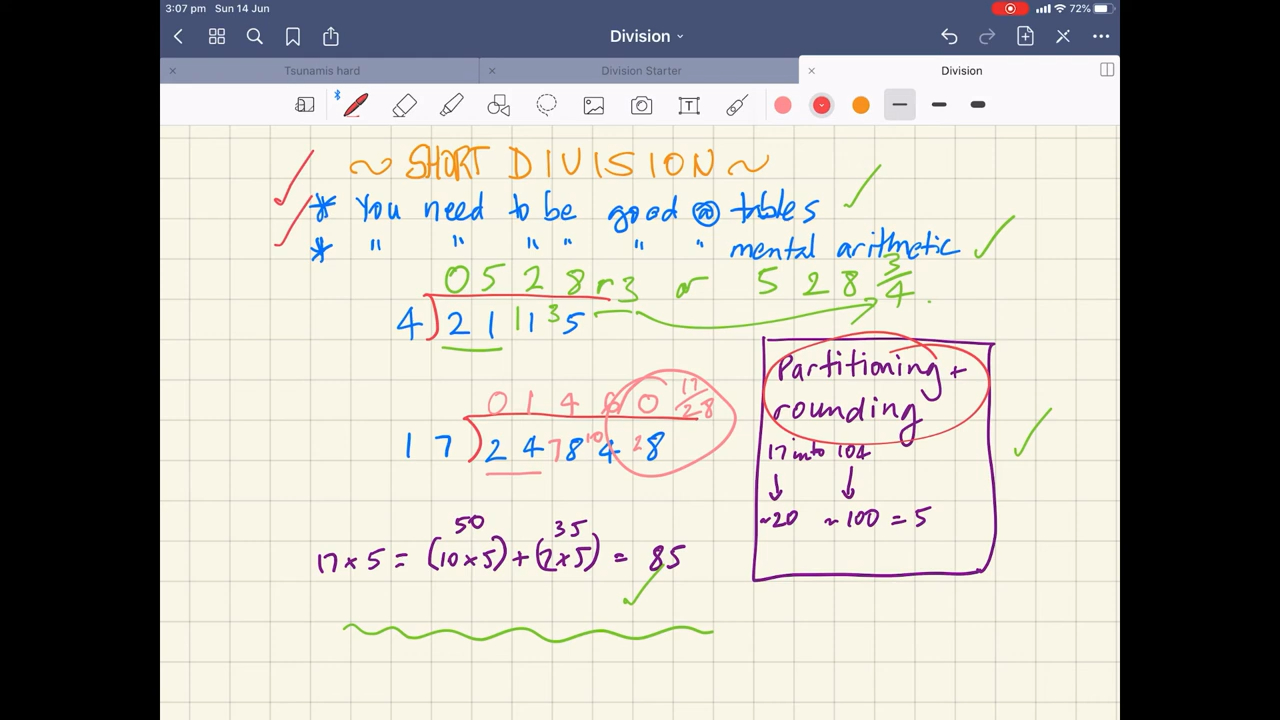 3:07 pm Sun 14 Jun 72%
Division
Tsunamis hard Division Starter Division
T
~ SHORT DIVISION ~
* You need to be good @ tables
* " " " " " " mental arithmetic
0 5 2 8 r3 or 5 2 8 3/4
4) 2 1 1 1 3 5
0 1 4 6 0 17/28
1 7 ) 2 4 7 8 10 4 2 8
Partitioning +
rounding
17 into 104
~20 ~100 = 5
50 35
17 × 5 = (10 × 5) + (7 × 5) = 85